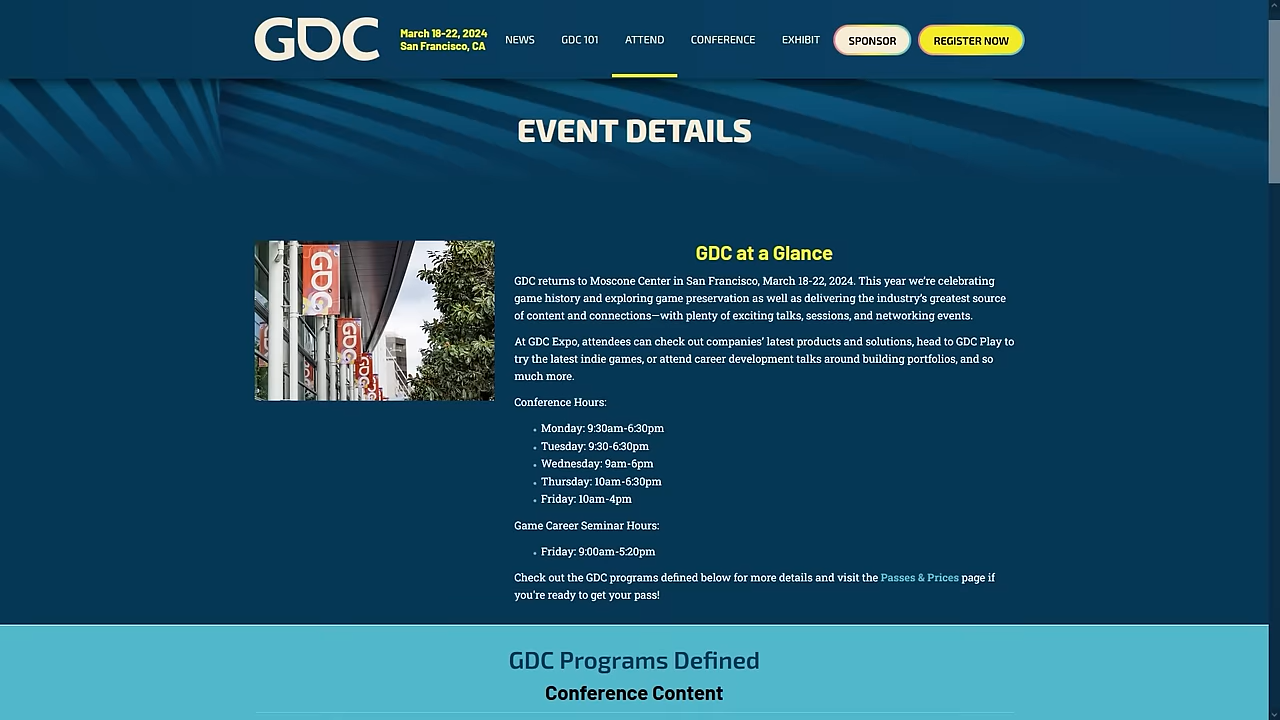 GDC
March 18-22, 2024
San Francisco, CA
NEWS
GDC 101
ATTEND
CONFERENCE
EXHIBIT
SPONSOR
REGISTER NOW
EVENT DETAILS
GDC
GDC
GDC
GDC at a Glance
GDC returns to Moscone Center in San Francisco, March 18-22, 2024. This year we're celebrating
game history and exploring game preservation as well as delivering the industry's greatest source
of content and connections—with plenty of exciting talks, sessions, and networking events.
At GDC Expo, attendees can check out companies' latest products and solutions, head to GDC Play to
try the latest indie games, or attend career development talks around building portfolios, and so
much more.
Conference Hours:
Monday: 9:30am-6:30pm
Tuesday: 9:30-6:30pm
Wednesday: 9am-6pm
Thursday: 10am-6:30pm
Friday: 10am-4pm
Game Career Seminar Hours:
Friday: 9:00am-5:20pm
Check out the GDC programs defined below for more details and visit the Passes & Prices page if
you're ready to get your pass!
GDC Programs Defined
Conference Content